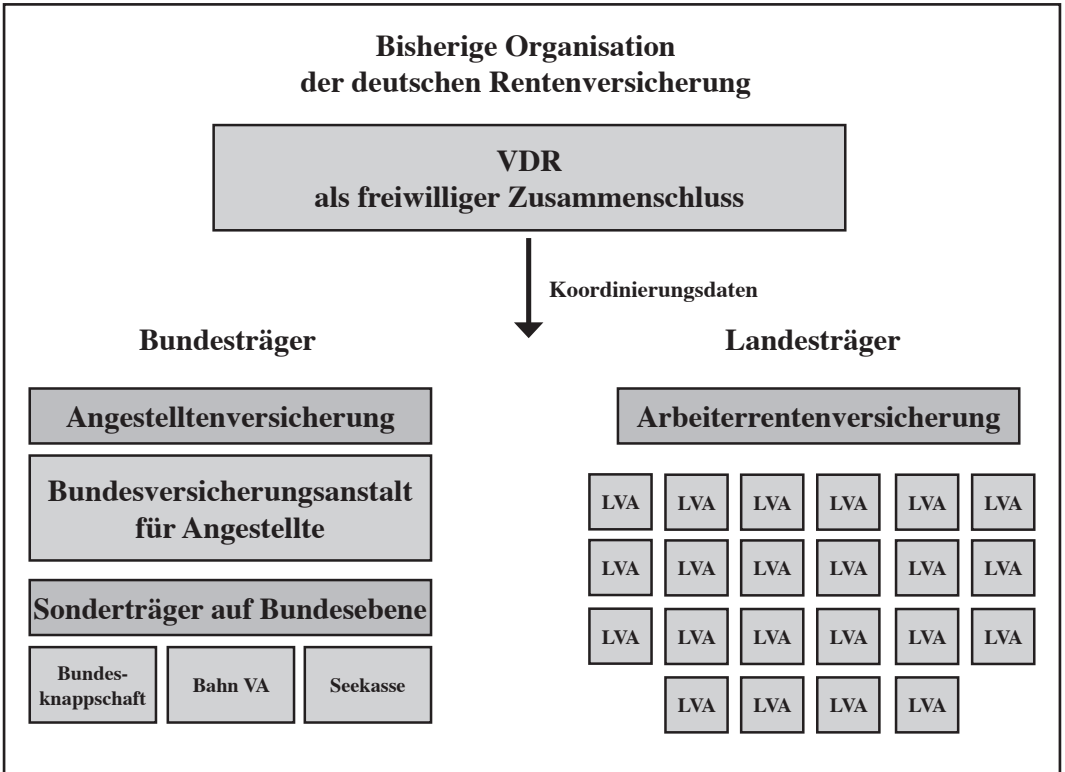 Bisherige Organisation
der deutschen Rentenversicherung
VDR
als freiwilliger Zusammenschluss
Koordinierungsdaten
Bundesträger
Angestelltenversicherung
Bundesversicherungsanstalt
für Angestellte
Sonderträger auf Bundesebene
Bundes-
knappschaft
Bahn VA
Seekasse
Landesträger
Arbeiterrentenversicherung
LVA LVA LVA LVA LVA LVA
LVA LVA LVA LVA LVA LVA
LVA LVA LVA LVA LVA LVA
LVA LVA LVA LVA